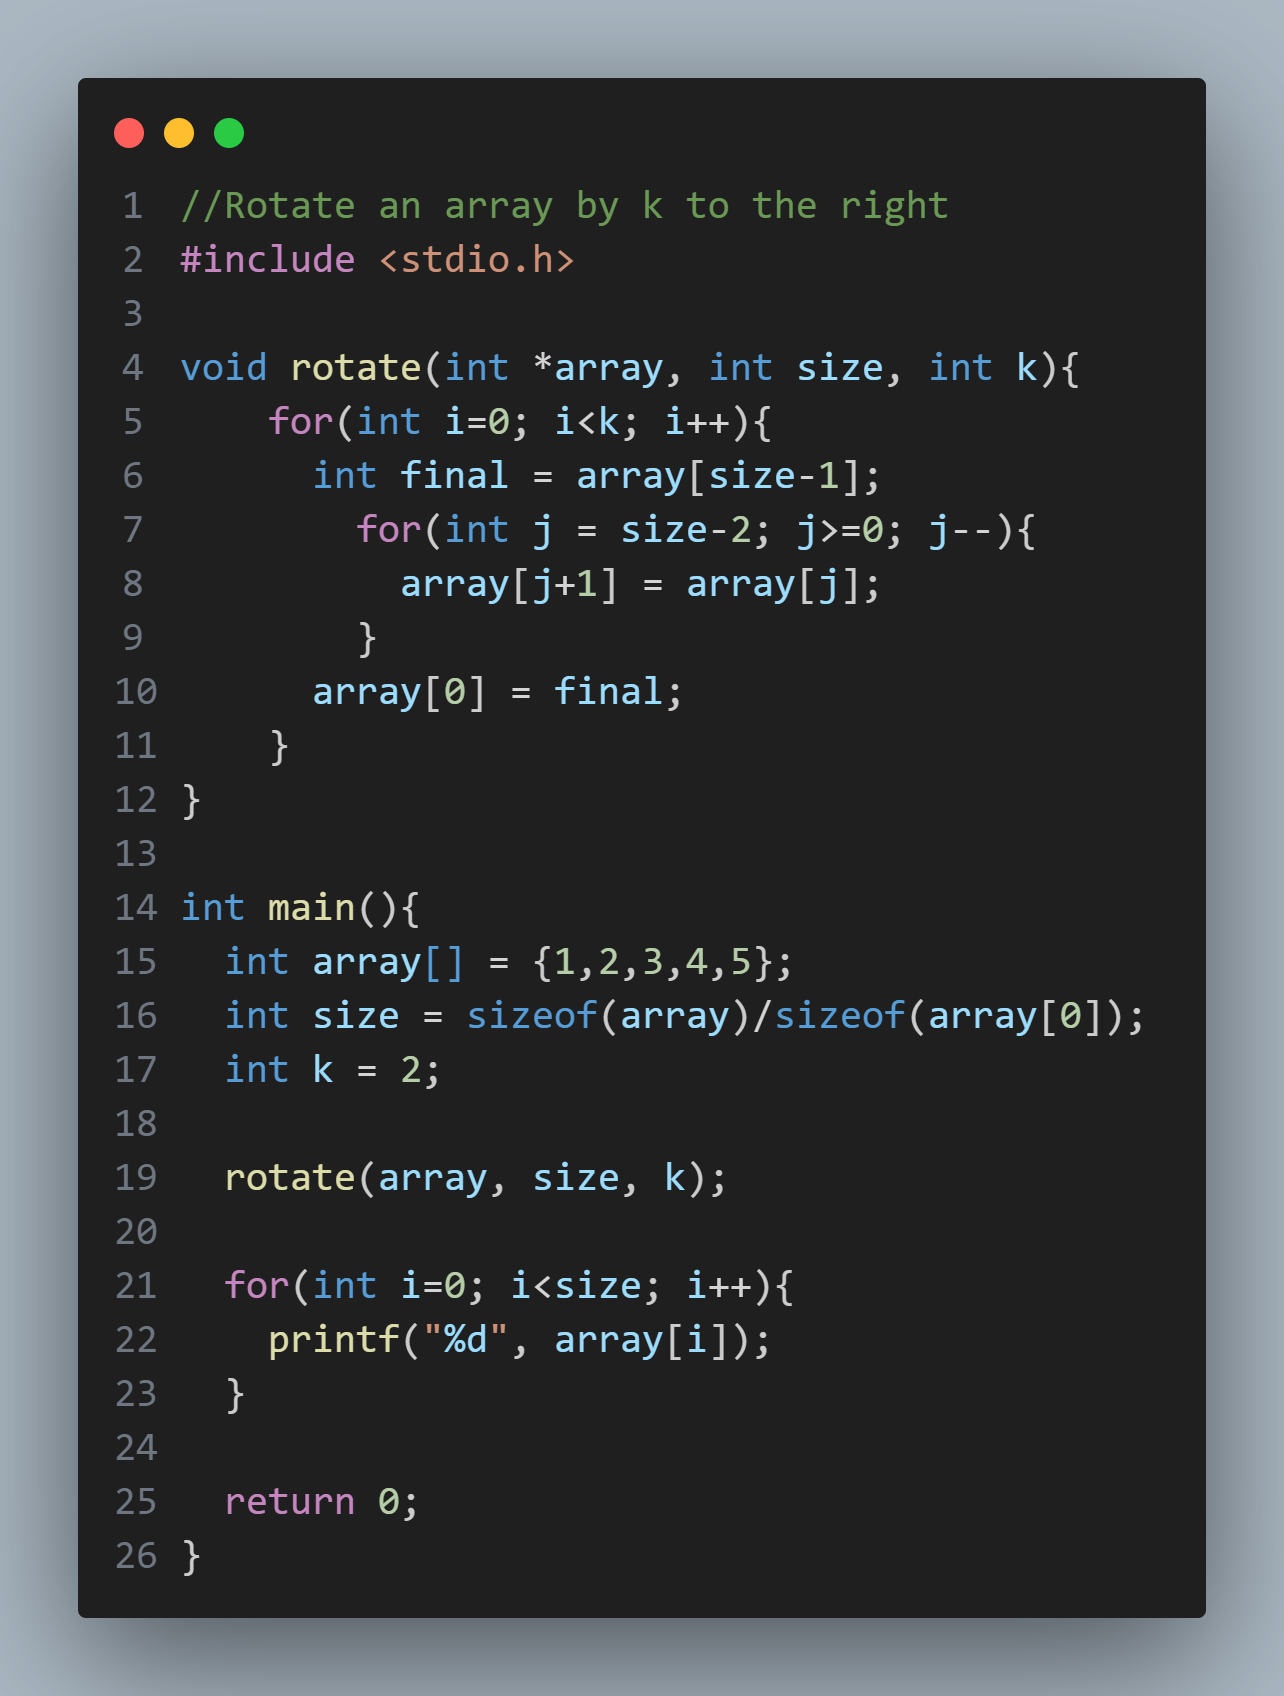 1 //Rotate an array by k to the right
2 #include <stdio.h>
3
4 void rotate(int *array, int size, int k){
5     for(int i=0; i<k; i++){
6       int final = array[size-1];
7         for(int j = size-2; j>=0; j--){
8           array[j+1] = array[j];
9         }
10       array[0] = final;
11     }
12 }
13
14 int main(){
15   int array[] = {1,2,3,4,5};
16   int size = sizeof(array)/sizeof(array[0]);
17   int k = 2;
18
19   rotate(array, size, k);
20
21   for(int i=0; i<size; i++){
22     printf("%d", array[i]);
23   }
24
25   return 0;
26 }